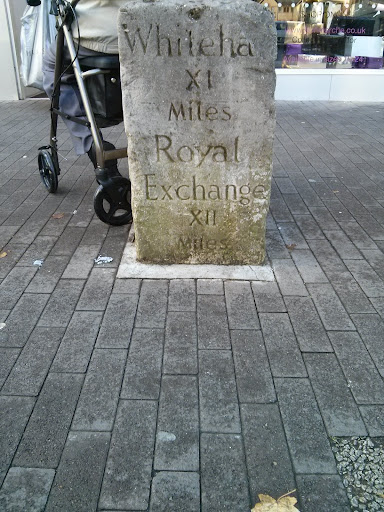 Whiteha
XI
Miles
Royal
Exchange
XII
Miles